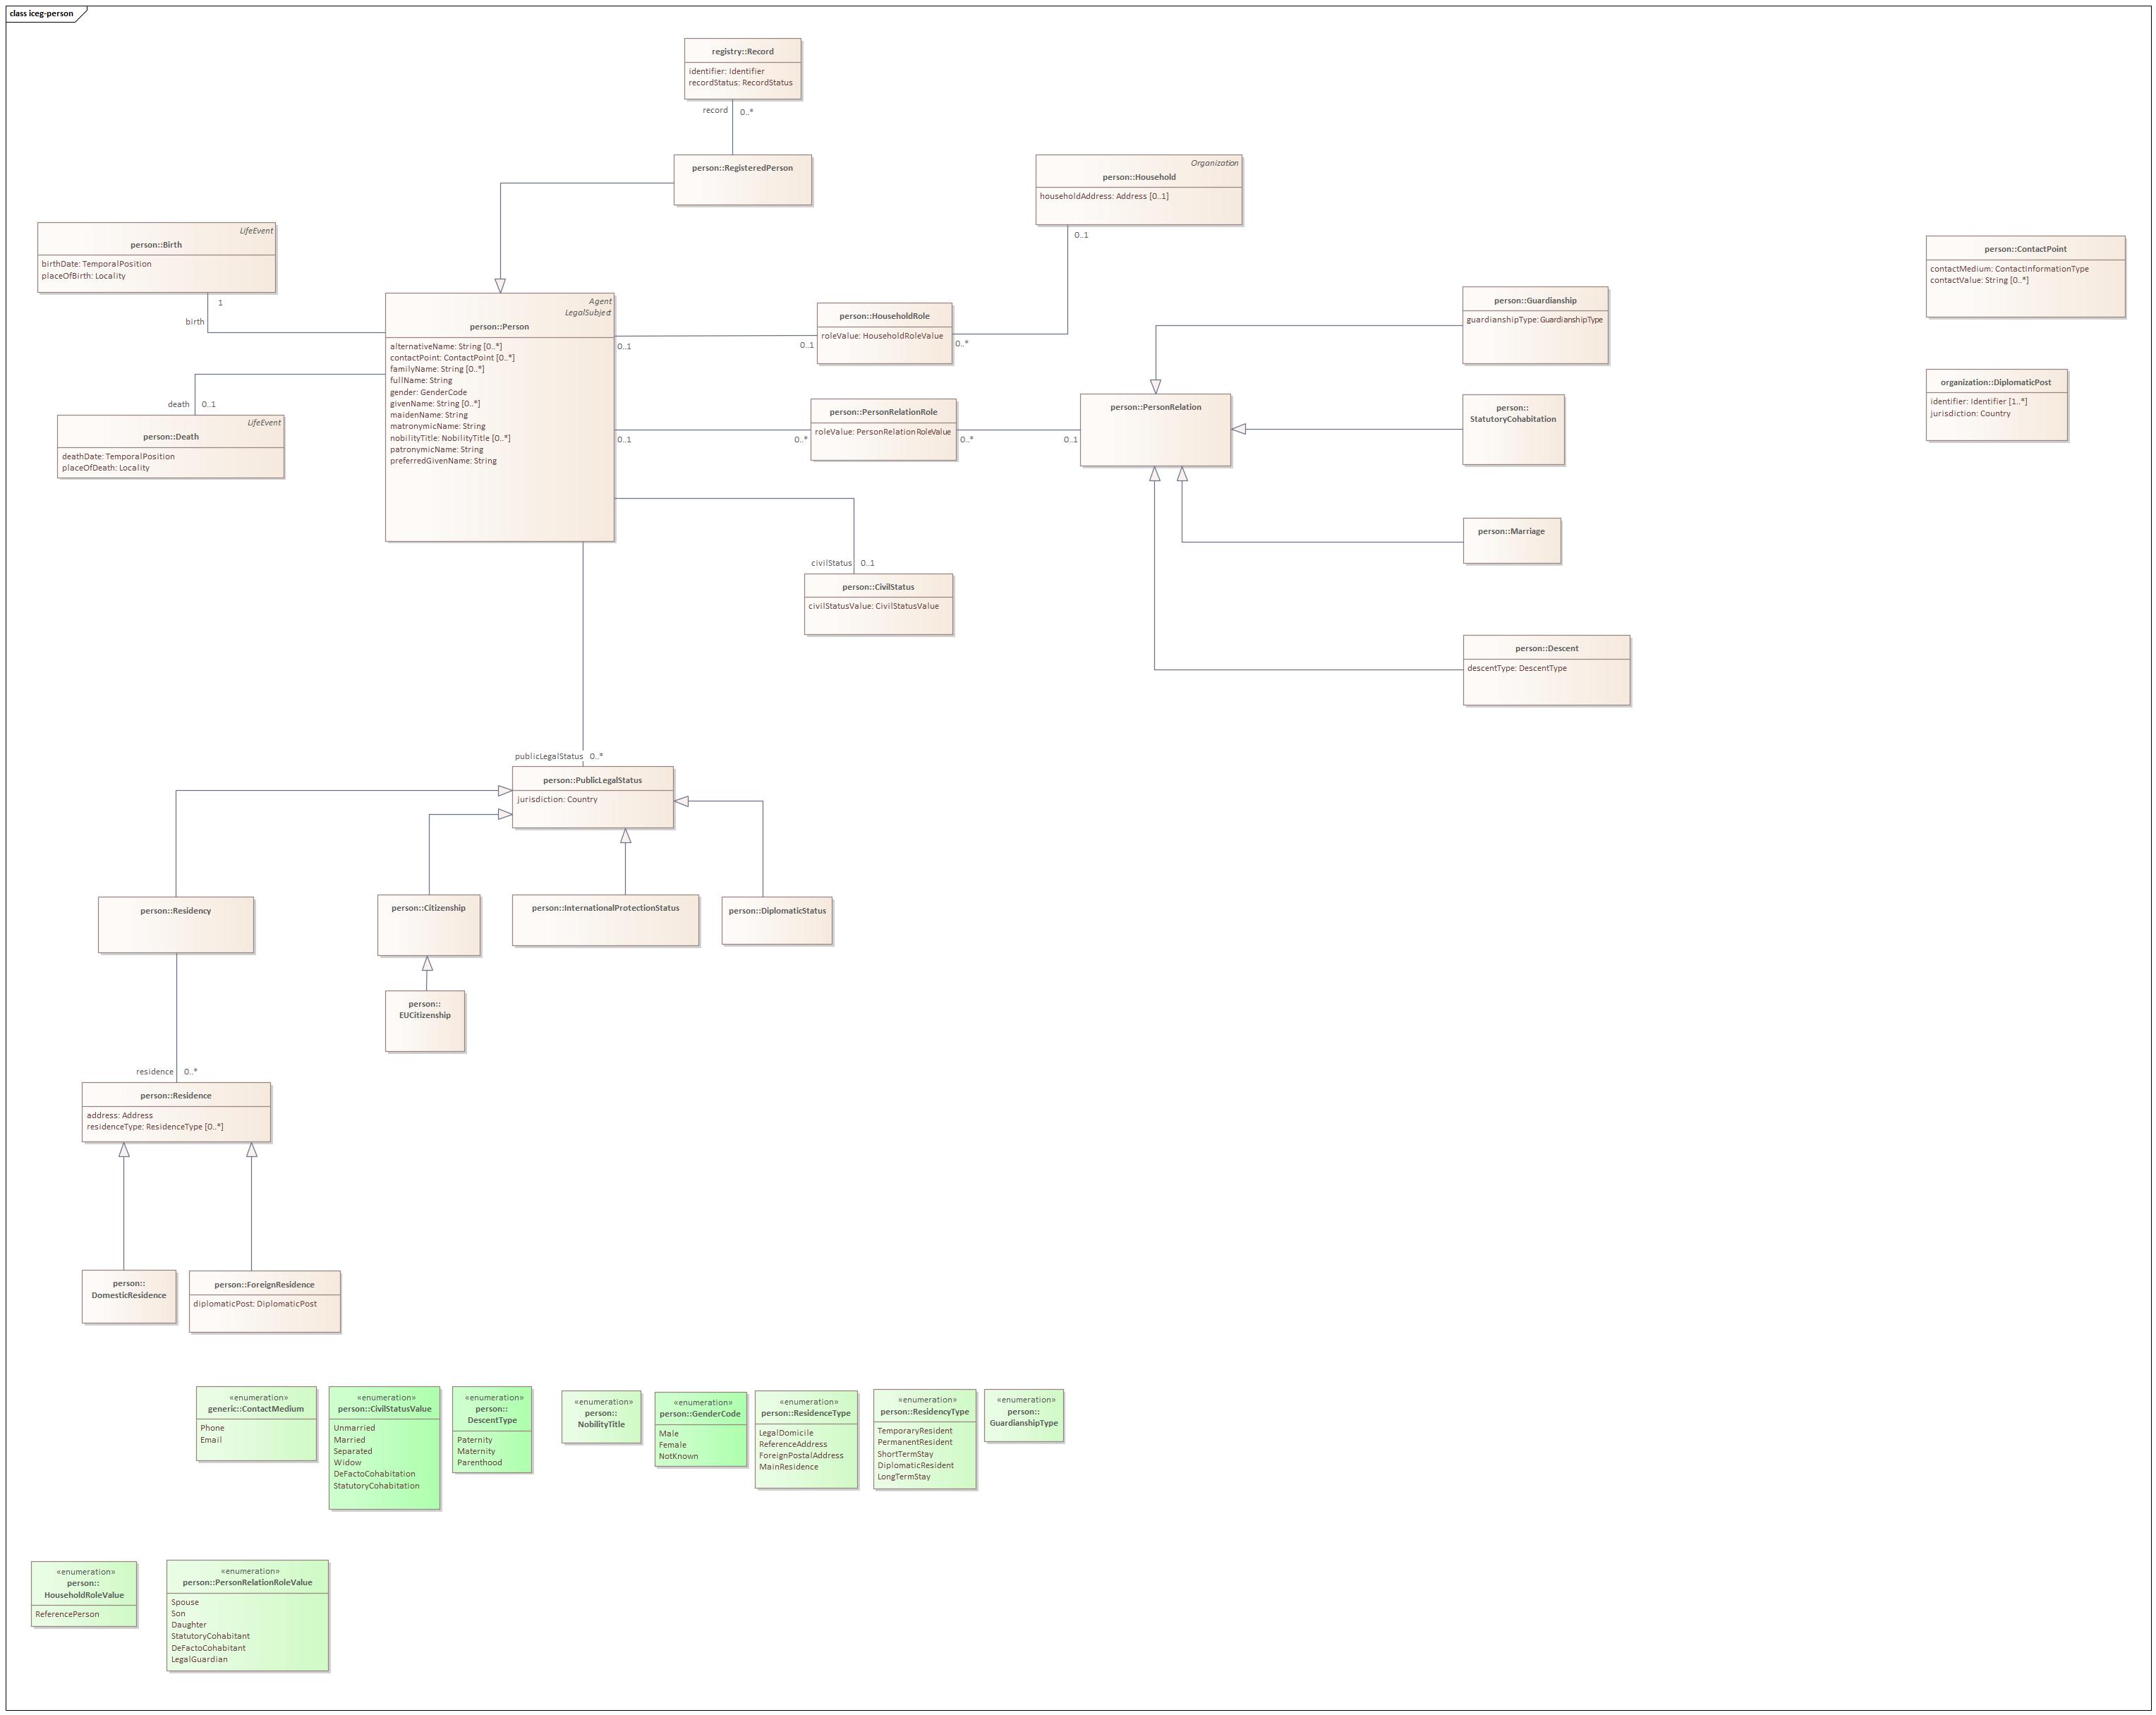 class iceg-person
registry::Record
identifier: Identifier
recordStatus: RecordStatus
record
0..*
person::RegisteredPerson
Organization
person::Household
householdAddress: Address [0..1]
0..1
LifeEvent
person::Birth
birthDate: TemporalPosition
placeOfBirth: Locality
1
birth
person::ContactPoint
contactMedium: ContactInformationType
contactValue: String [0..*]
Agent
LegalSubject
person::Person
alternativeName: String [0..*]
contactPoint: ContactPoint [0..*]
familyName: String [0..*]
fullName: String
gender: GenderCode
givenName: String [0..*]
maidenName: String
matronymicName: String
nobilityTitle: NobilityTitle [0..*]
patronymicName: String
preferredGivenName: String
0..1
0..1
person::HouseholdRole
roleValue: HouseholdRoleValue
0..*
person::Guardianship
guardianshipType: GuardianshipType
death
0..1
LifeEvent
person::Death
deathDate: TemporalPosition
placeOfDeath: Locality
0..1
0..*
person::PersonRelationRole
roleValue: PersonRelationRoleValue
0..*
0..1
person::PersonRelation
person::
StatutoryCohabitation
organization::DiplomaticPost
identifier: Identifier [1..*]
jurisdiction: Country
person::Marriage
civilStatus
0..1
person::CivilStatus
civilStatusValue: CivilStatusValue
person::Descent
descentType: DescentType
publicLegalStatus
0..*
person::PublicLegalStatus
jurisdiction: Country
person::Residency
person::Citizenship
person::InternationalProtectionStatus
person::DiplomaticStatus
person::
EUCitizenship
residence
0..*
person::Residence
address: Address
residenceType: ResidenceType [0..*]
person::
DomesticResidence
person::ForeignResidence
diplomaticPost: DiplomaticPost
«enumeration»
generic::ContactMedium
Phone
Email
«enumeration»
person::CivilStatusValue
Unmarried
Married
Separated
Widow
DeFactoCohabitation
StatutoryCohabitation
«enumeration»
person::
DescentType
Paternity
Maternity
Parenthood
«enumeration»
person::
NobilityTitle
«enumeration»
person::GenderCode
Male
Female
NotKnown
«enumeration»
person::ResidenceType
LegalDomicile
ReferenceAddress
ForeignPostalAddress
MainResidence
«enumeration»
person::ResidencyType
TemporaryResident
PermanentResident
ShortTermStay
DiplomaticResident
LongTermStay
«enumeration»
person::
GuardianshipType
«enumeration»
person::
HouseholdRoleValue
ReferencePerson
«enumeration»
person::PersonRelationRoleValue
Spouse
Son
Daughter
StatutoryCohabitant
DeFactoCohabitant
LegalGuardian